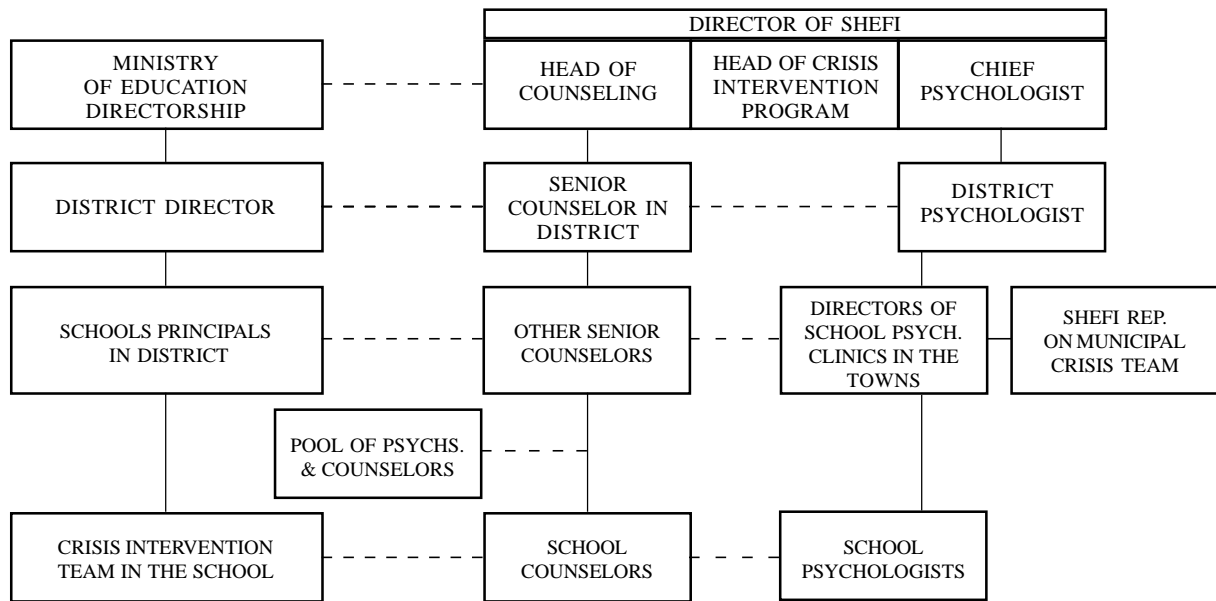 DIRECTOR OF SHEFI
MINISTRY
OF EDUCATION
DIRECTORSHIP
HEAD OF
COUNSELING
HEAD OF CRISIS
INTERVENTION
PROGRAM
CHIEF
PSYCHOLOGIST
DISTRICT DIRECTOR
SENIOR
COUNSELOR IN
DISTRICT
DISTRICT
PSYCHOLOGIST
SCHOOLS PRINCIPALS
IN DISTRICT
OTHER SENIOR
COUNSELORS
DIRECTORS OF
SCHOOL PSYCH.
CLINICS IN THE
TOWNS
SHEFI REP.
ON MUNICIPAL
CRISIS TEAM
POOL OF PSYCHS.
& COUNSELORS
CRISIS INTERVENTION
TEAM IN THE SCHOOL
SCHOOL
COUNSELORS
SCHOOL
PSYCHOLOGISTS